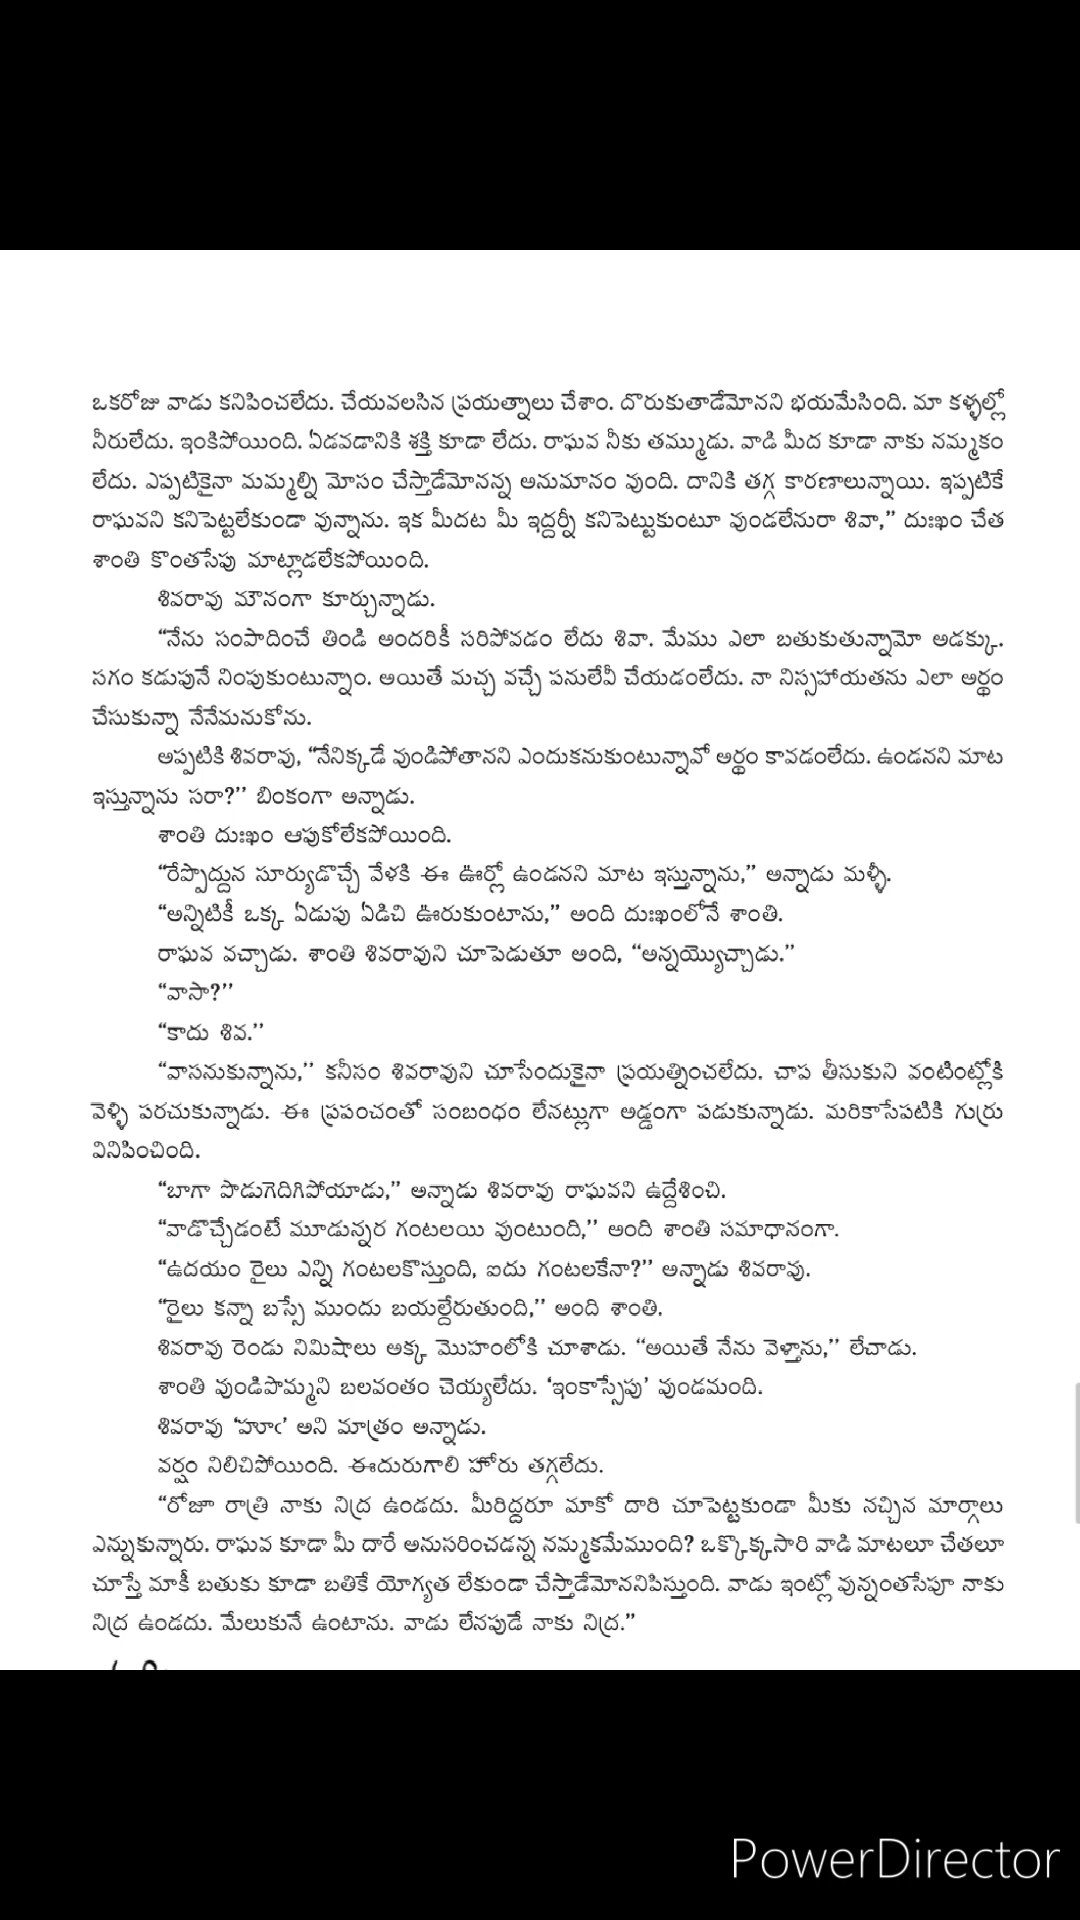 ఒకరోజు వాడు కనిపించలేదు. చేయవలసిన ప్రయత్నాలు చేశాం. దొరుకుతాడేమోనని భయమేసింది. మా కళ్ళల్లో
నీరులేదు. ఇంకిపోయింది. ఏడవడానికి శక్తి కూడా లేదు. రాఘవ నీకు తమ్ముడు. వాడి మీద కూడా నాకు నమ్మకం
లేదు. ఎప్పటికైనా మమ్మల్ని మోసం చేస్తాడేమోనన్న అనుమానం వుంది. దానికి తగ్గ కారణాలున్నాయి. ఇప్పటికే
రాఘవని కనిపెట్టలేకుండా వున్నాను. ఇక మీదట మీ ఇద్దర్నీ కనిపెట్టుకుంటూ వుండలేనురా శివా,” దుఃఖం చేత
శాంతి కొంతసేపు మాట్లాడలేకపోయింది.
శివరావు మౌనంగా కూర్చున్నాడు.
“నేను సంపాదించే తిండి అందరికీ సరిపోవడం లేదు శివా. మేము ఎలా బతుకుతున్నామో అడక్కు.
సగం కడుపునే నింపుకుంటున్నాం. అయితే మచ్చ వచ్చే పనులేవీ చేయడంలేదు. నా నిస్సహాయతను ఎలా అర్థం
చేసుకున్నా నేనేమనుకోను.
అప్పటికి శివరావు, “నేనిక్కడే వుండిపోతానని ఎందుకనుకుంటున్నావో అర్థం కావడంలేదు. ఉండనని మాట
ఇస్తున్నాను సరా?’’ బింకంగా అన్నాడు.
శాంతి దుఃఖం ఆపుకోలేకపోయింది.
“రేప్పొద్దున సూర్యుడొచ్చే వేళకి ఈ ఊర్లో ఉండనని మాట ఇస్తున్నాను,” అన్నాడు మళ్ళీ.
“అన్నిటికీ ఒక్క ఏడుపు ఏడిచి ఊరుకుంటాను,” అంది దుఃఖంలోనే శాంతి.
రాఘవ వచ్చాడు. శాంతి శివరావుని చూపెడుతూ అంది, “అన్నయ్యొచ్చాడు.’’
“వాసా?’’
“కాదు శివ.’’
“వాసనుకున్నాను,’’ కనీసం శివరావుని చూసేందుకైనా ప్రయత్నించలేదు. చాప తీసుకుని వంటింట్లోకి
వెళ్ళి పరచుకున్నాడు. ఈ ప్రపంచంతో సంబంధం లేనట్లుగా అడ్డంగా పడుకున్నాడు. మరికాసేపటికి గుర్రు
వినిపించింది.
“బాగా పొడుగెదిగిపోయాడు,” అన్నాడు శివరావు రాఘవని ఉద్దేశించి.
“వాడొచ్చేడంటే మూడున్నర గంటలయి వుంటుంది,’’ అంది శాంతి సమాధానంగా.
“ఉదయం రైలు ఎన్ని గంటలకొస్తుంది, ఐదు గంటలకేనా?’’ అన్నాడు శివరావు.
“రైలు కన్నా బస్సే ముందు బయల్దేరుతుంది,’’ అంది శాంతి.
శివరావు రెండు నిమిషాలు అక్క మొహంలోకి చూశాడు. “అయితే నేను వెళ్తాను,’’ లేచాడు.
శాంతి వుండిపొమ్మని బలవంతం చెయ్యలేదు. ‘ఇంకాస్సేపు’ వుండమంది.
శివరావు ‘హూఁ’ అని మాత్రం అన్నాడు.
వర్షం నిలిచిపోయింది. ఈదురుగాలి హోరు తగ్గలేదు.
“రోజూ రాత్రి నాకు నిద్ర ఉండదు. మీరిద్దరూ మాకో దారి చూపెట్టకుండా మీకు నచ్చిన మార్గాలు
ఎన్నుకున్నారు. రాఘవ కూడా మీ దారే అనుసరించడన్న నమ్మకమేముంది? ఒక్కొక్కసారి వాడి మాటలూ చేతలూ
చూస్తే మాకీ బతుకు కూడా బతికే యోగ్యత లేకుండా చేస్తాడేమోననిపిస్తుంది. వాడు ఇంట్లో వున్నంతసేపూ నాకు
నిద్ర ఉండదు. మేలుకునే ఉంటాను. వాడు లేనపుడే నాకు నిద్ర.”
PowerDirector